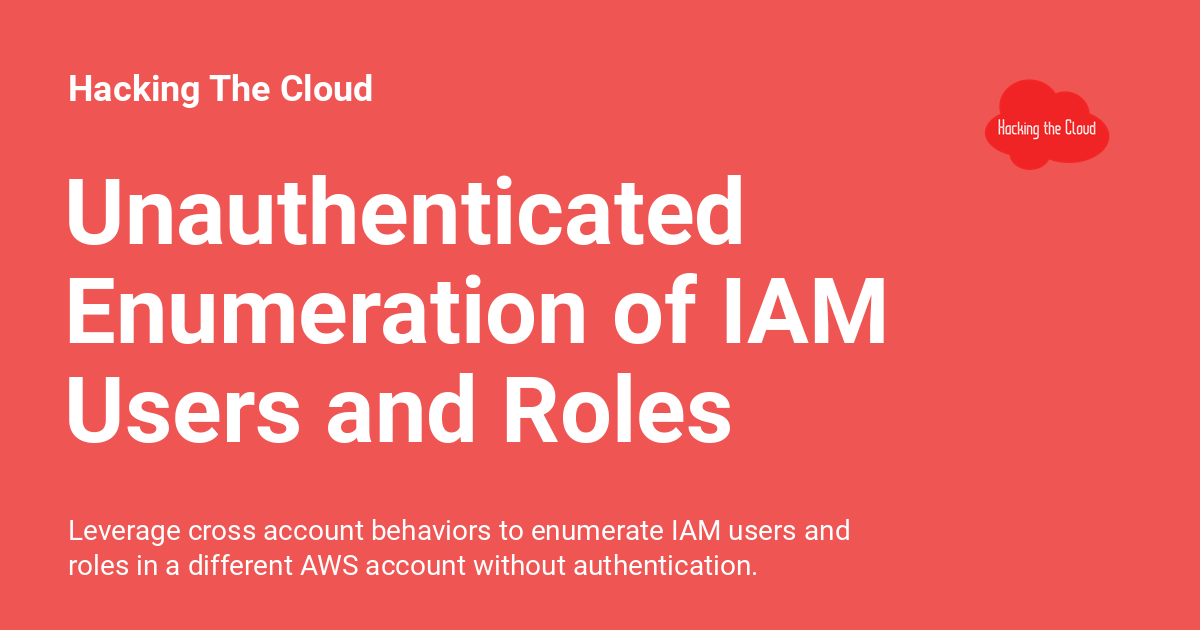 Hacking The Cloud
Hacking the Cloud
Unauthenticated
Enumeration of IAM
Users and Roles
Leverage cross account behaviors to enumerate IAM users and
roles in a different AWS account without authentication.